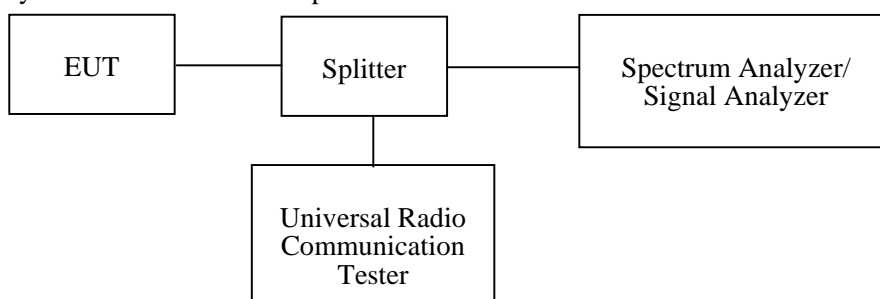 EUT
Splitter
Spectrum Analyzer/
Signal Analyzer
Universal Radio
Communication
Tester